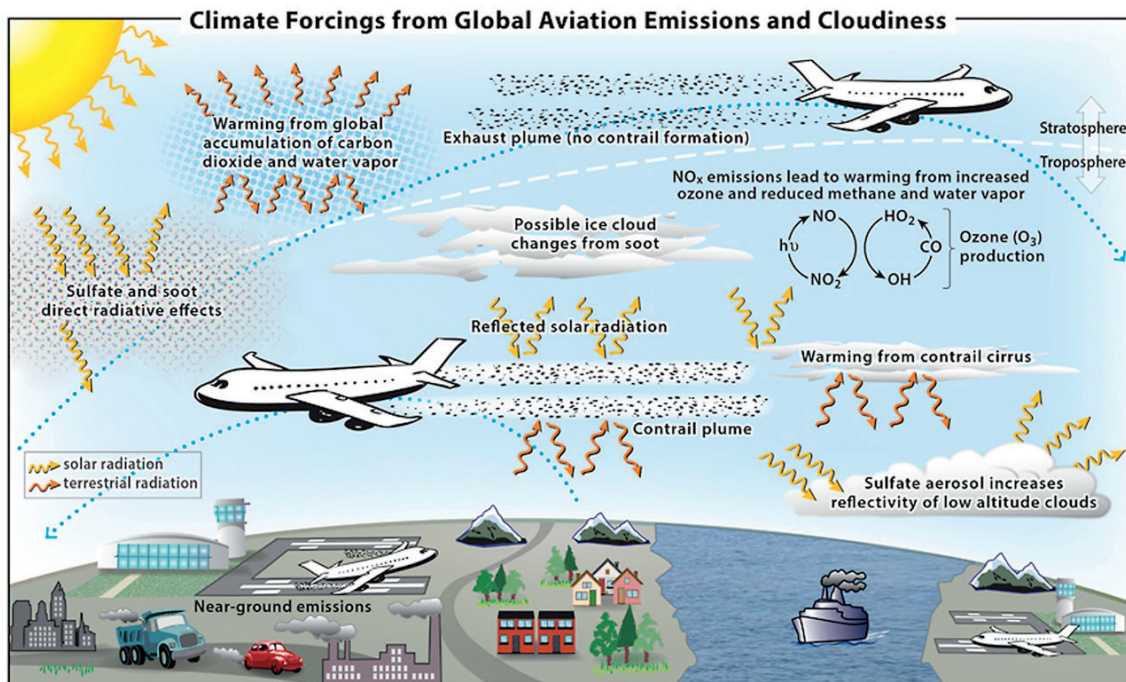 Climate Forcings from Global Aviation Emissions and Cloudiness
Warming from global
accumulation of carbon
dioxide and water vapor
Exhaust plume (no contrail formation)
Stratosphere
Troposphere
NOx emissions lead to warming from increased
ozone and reduced methane and water vapor
NO
HO2
hυ
CO
NO2
OH
Ozone (O3)
production
Possible ice cloud
changes from soot
Sulfate and soot
direct radiative effects
Reflected solar radiation
Warming from contrail cirrus
Contrail plume
solar radiation
terrestrial radiation
Sulfate aerosol increases
reflectivity of low altitude clouds
Near-ground emissions